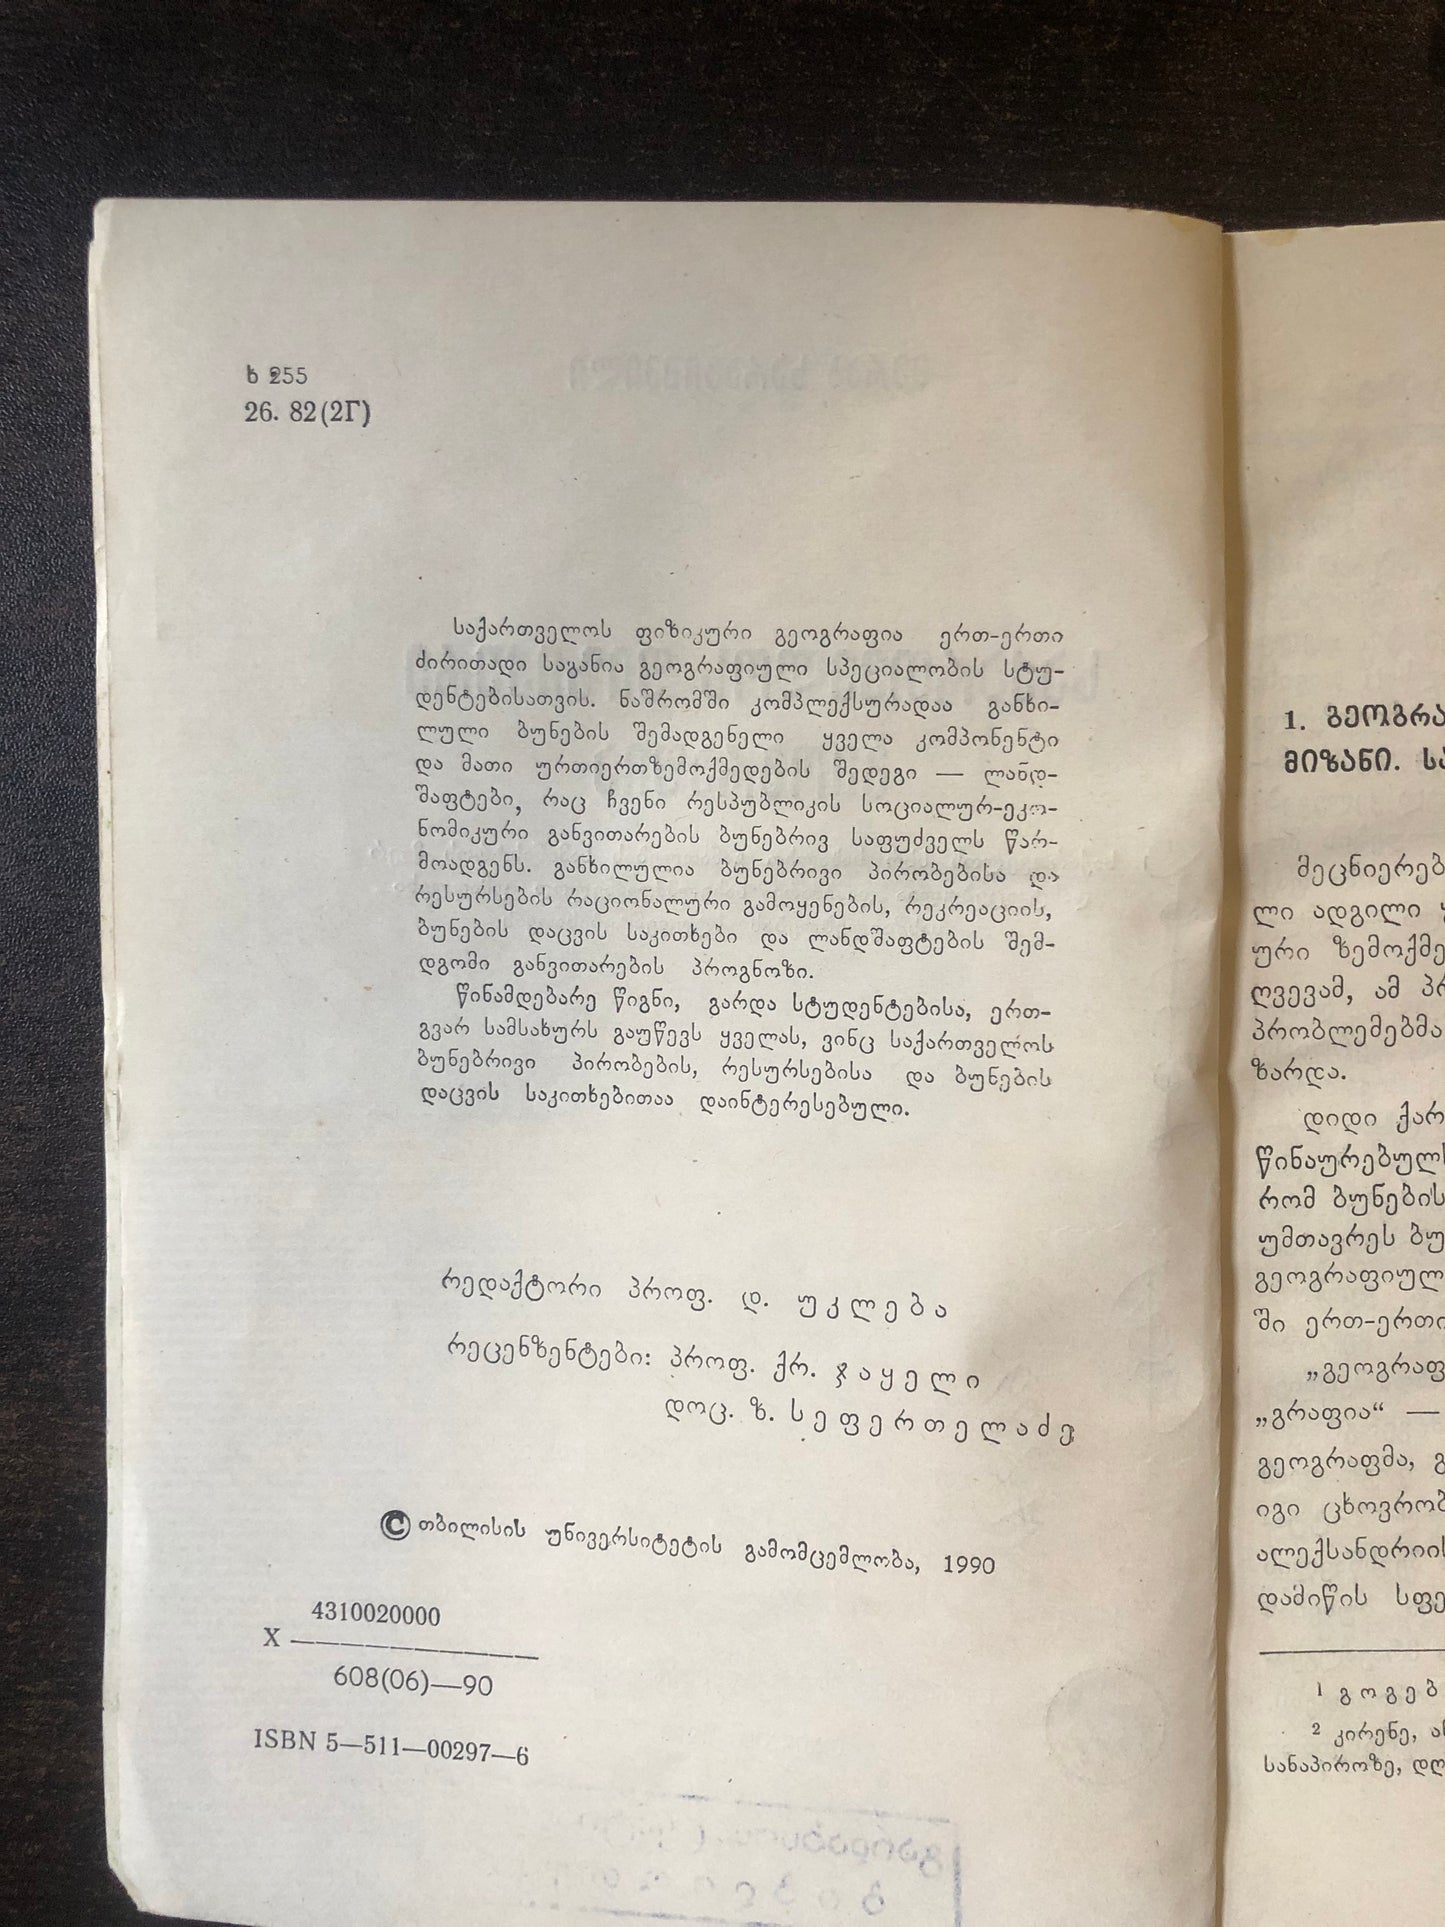 ხ 255
26. 82(2Г)
საქართველოს ფიზიკური გეოგრაფია ერთ-ერთი
ძირითადი საგანია გეოგრაფიული სპეციალობის სტუ-
დენტებისათვის. ნაშრომში კომპლექსურადაა განხი-
ლული ბუნების შემადგენელი ყველა კომპონენტი
და მათი ურთიერთზემოქმედების შედეგი — ლანდ-
შაფტები, რაც ჩვენი რესპუბლიკის სოციალურ-ეკო-
ნომიკური განვითარების ბუნებრივ საფუძველს წარ-
მოადგენს. განხილულია ბუნებრივი პირობებისა და
რესურსების რაციონალური გამოყენების, რეკრეაციის,
ბუნების დაცვის საკითხები და ლანდშაფტების შემ-
დგომი განვითარების პროგნოზი.
წინამდებარე წიგნი, გარდა სტუდენტებისა, ერთ-
გვარ სამსახურს გაუწევს ყველას, ვინც საქართველოს
ბუნებრივი პირობების, რესურსებისა და ბუნების
დაცვის საკითხებითაა დაინტერესებული.
რედაქტორი პროფ. დ. უკლება
რეცენზენტები: პროფ. ქრ. ჯაყელი
დოც. ზ. სეფერთელაძე
© თბილისის უნივერსიტეტის გამომცემლობა, 1990
4310020000
X ——————————
608(06)—90
ISBN 5—511—00297—6
1. გეოგრა
მიზანი. სა
მეცნიერებ
ლი ადგილი
ური ზემოქმე
ღვევამ, ამ პრ
პრობლემებმა
ზარდა.
დიდი ქარ
წინაურებულ
რომ ბუნების
უმთავრეს ბუ
გეოგრაფიულ
ში ერთ-ერთი
„გეოგრაფ
„გრაფია“ —
გეოგრაფმა, გ
იგი ცხოვრობ
ალექსანდრიის
დამიწის სფე
1 გოგებ
2 კირენე,
სანაპიროზე, დღ